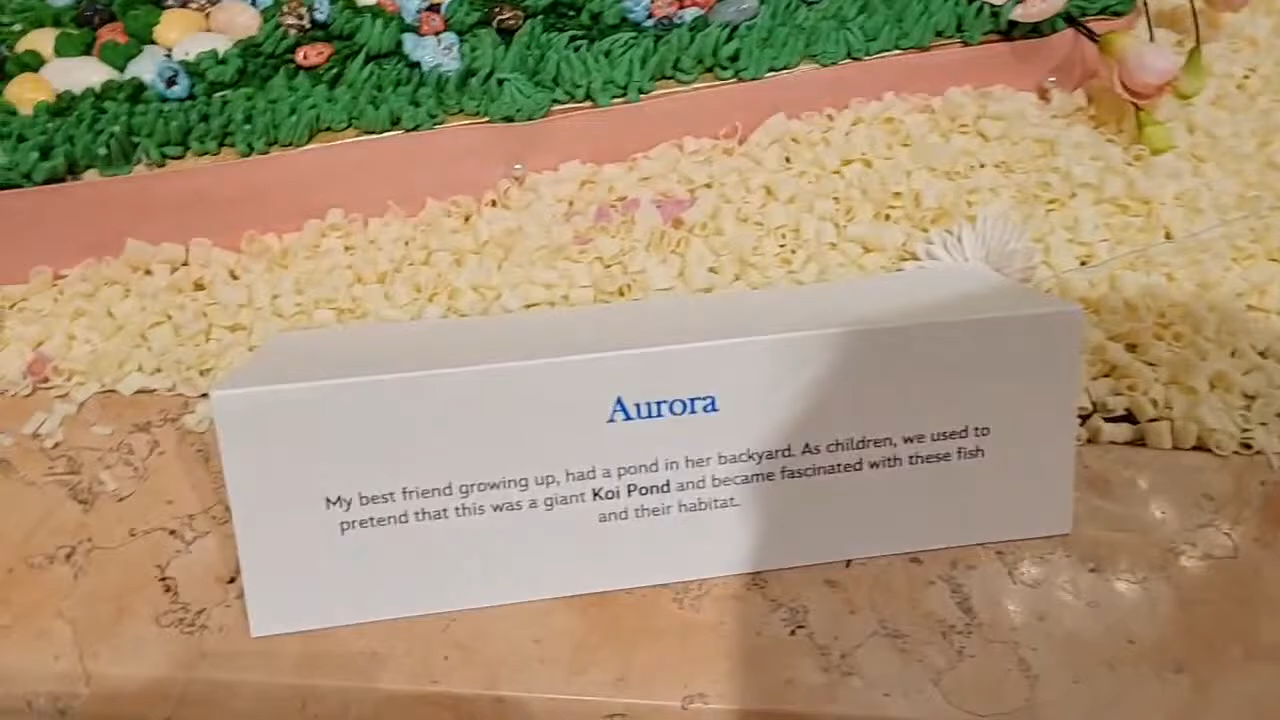 Aurora
My best friend growing up, had a pond in her backyard. As children, we used to
pretend that this was a giant Koi Pond and became fascinated with these fish
and their habitat.